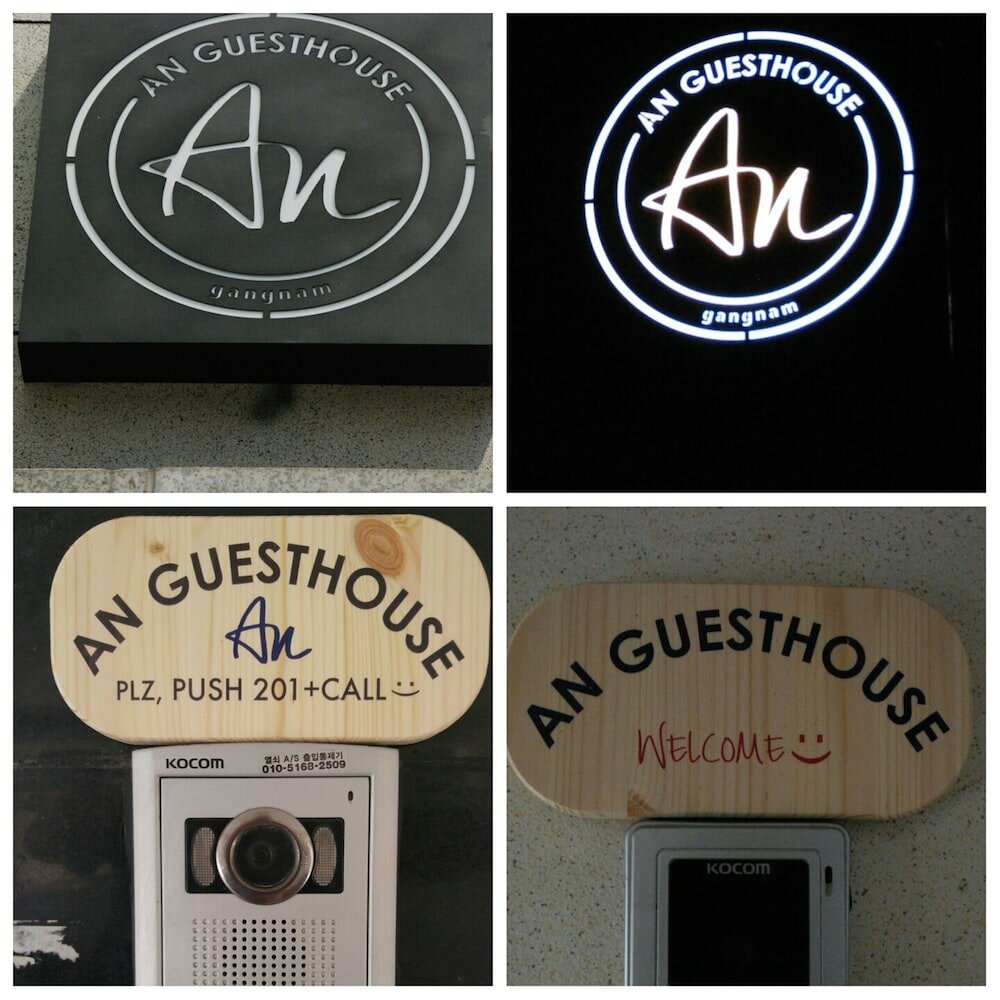 AN GUESTHOUSE
An
gangnam
AN GUESTHOUSE
An
gangnam
AN GUESTHOUSE
An
PLZ, PUSH 201+CALL
KOCOM
열쇠 A/S 출입통제기
010-5168-2509
AN GUESTHOUSE
WELCOME
KOCOM